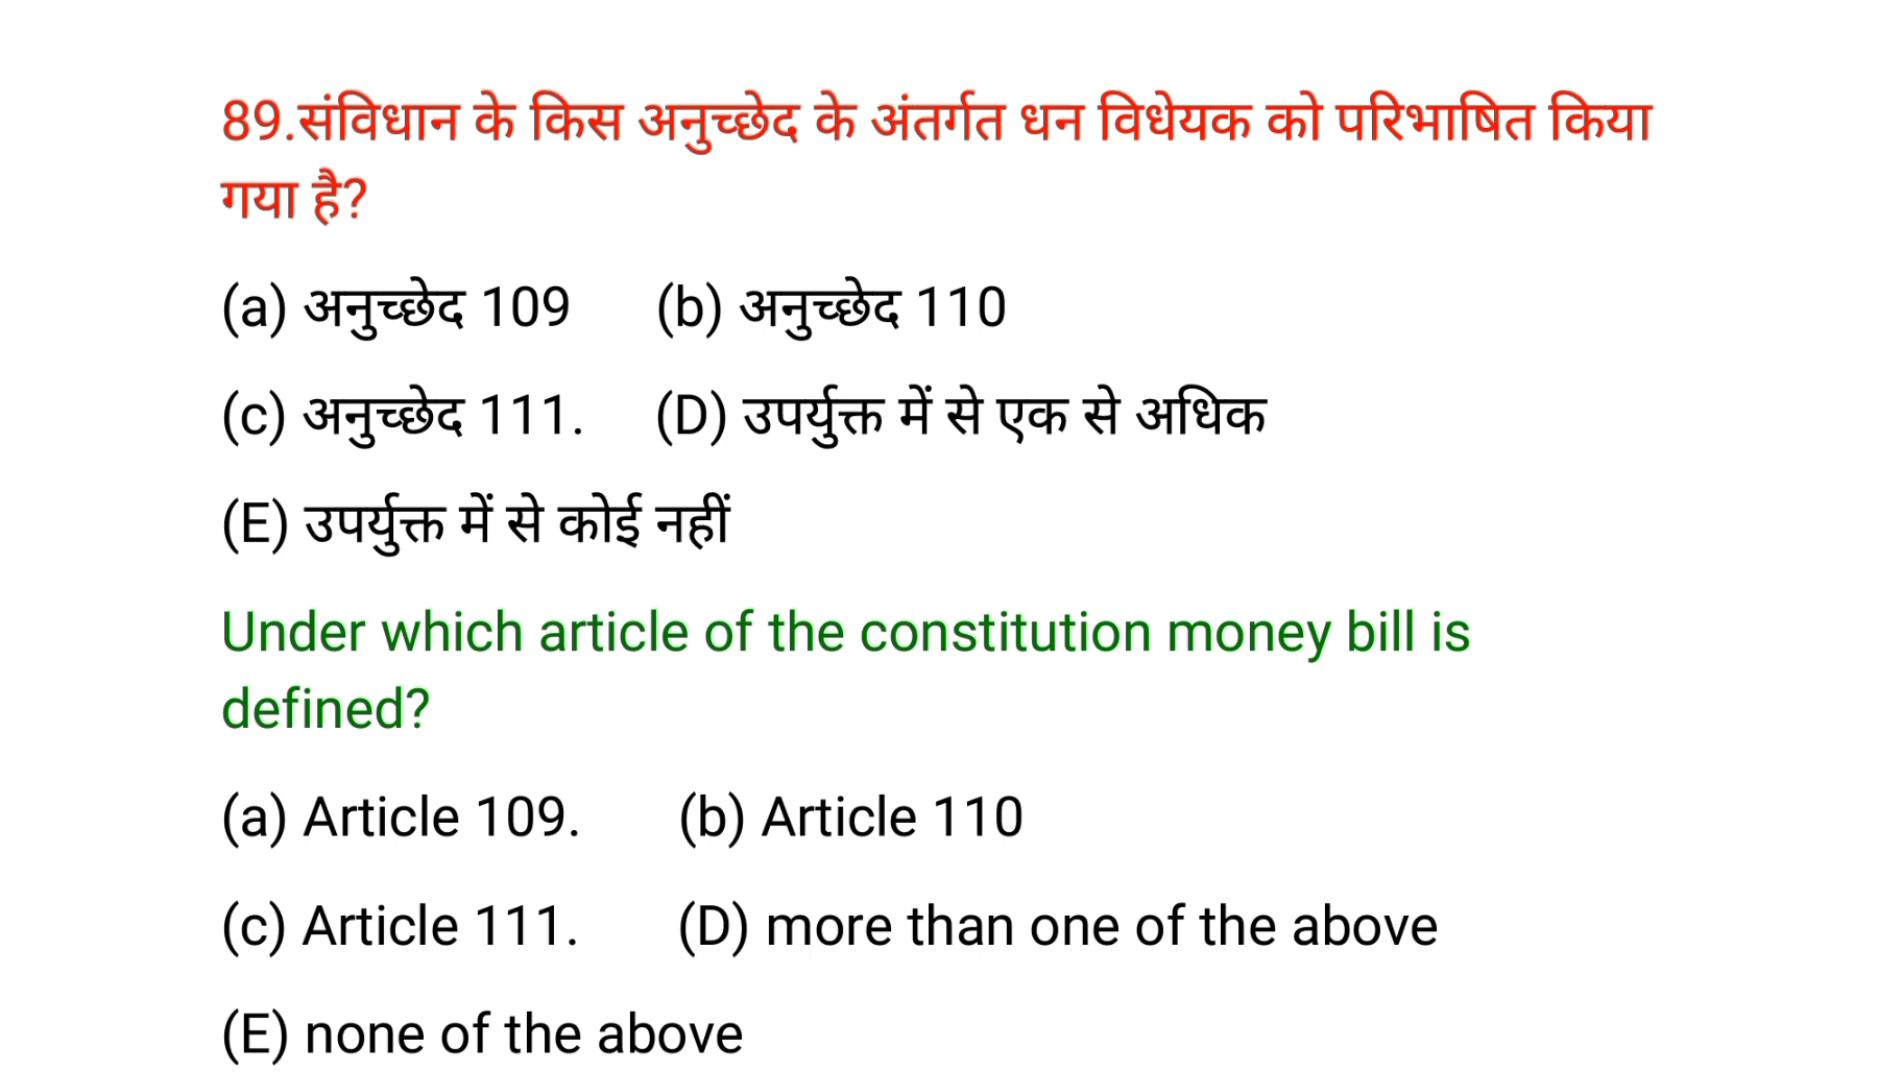 89.संविधान के किस अनुच्छेद के अंतर्गत धन विधेयक को परिभाषित किया
गया है?
(a) अनुच्छेद 109 (b) अनुच्छेद 110
(c) अनुच्छेद 111. (D) उपर्युक्त में से एक से अधिक
(E) उपर्युक्त में से कोई नहीं
Under which article of the constitution money bill is
defined?
(a) Article 109. (b) Article 110
(c) Article 111. (D) more than one of the above
(E) none of the above